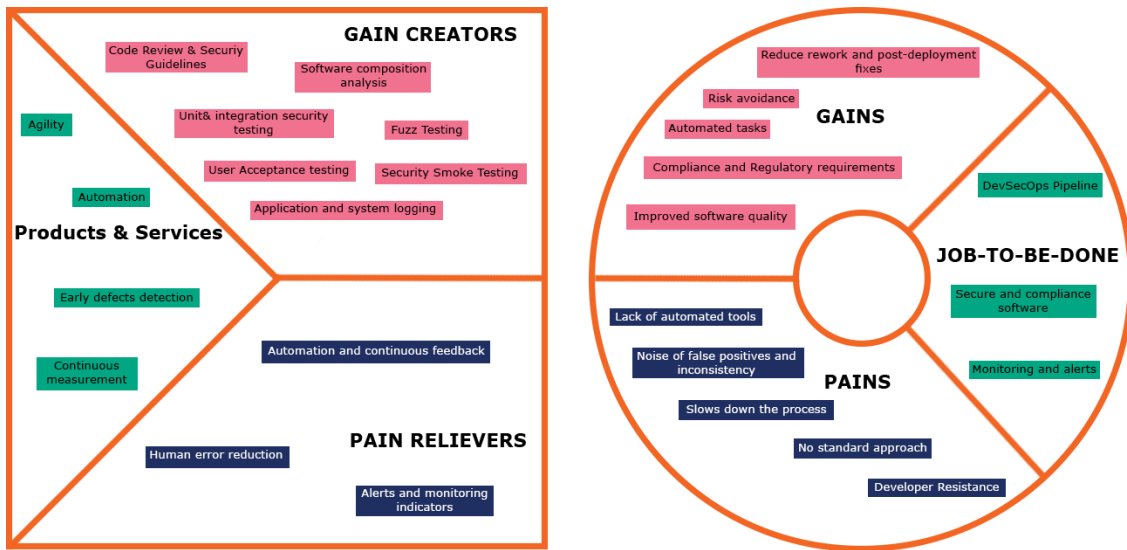 GAIN CREATORS
Code Review & Securiy
Guidelines
Software composition
analysis
Unit& integration security
testing
Fuzz Testing
User Acceptance testing
Security Smoke Testing
Application and system logging
Agility
Automation
Products & Services
Early defects detection
Continuous
measurement
Automation and continuous feedback
PAIN RELIEVERS
Human error reduction
Alerts and monitoring
indicators
Reduce rework and post-deployment
fixes
Risk avoidance
GAINS
Automated tasks
Compliance and Regulatory requirements
Improved software quality
DevSecOps Pipeline
JOB-TO-BE-DONE
Secure and compliance
software
Monitoring and alerts
Lack of automated tools
Noise of false positives and
inconsistency
PAINS
Slows down the process
No standard approach
Developer Resistance